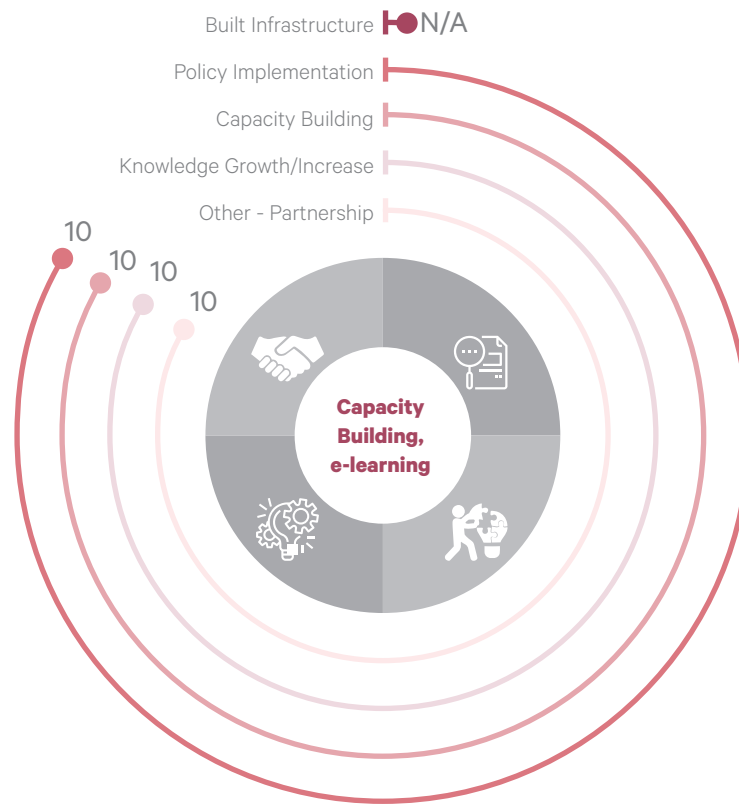 Built Infrastructure N/A
Policy Implementation
Capacity Building
Knowledge Growth/Increase
Other - Partnership
10
10
10
10
Capacity
Building,
e-learning